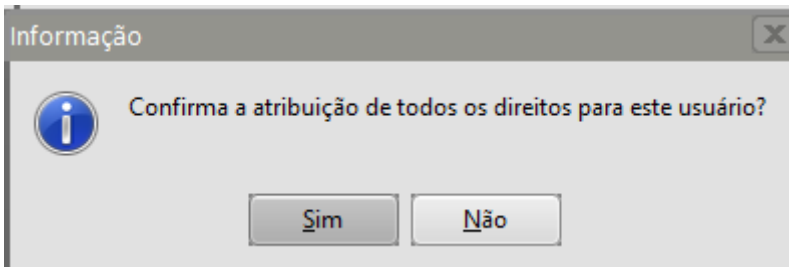 Informação
Confirma a atribuição de todos os direitos para este usuário?
Sim
Não